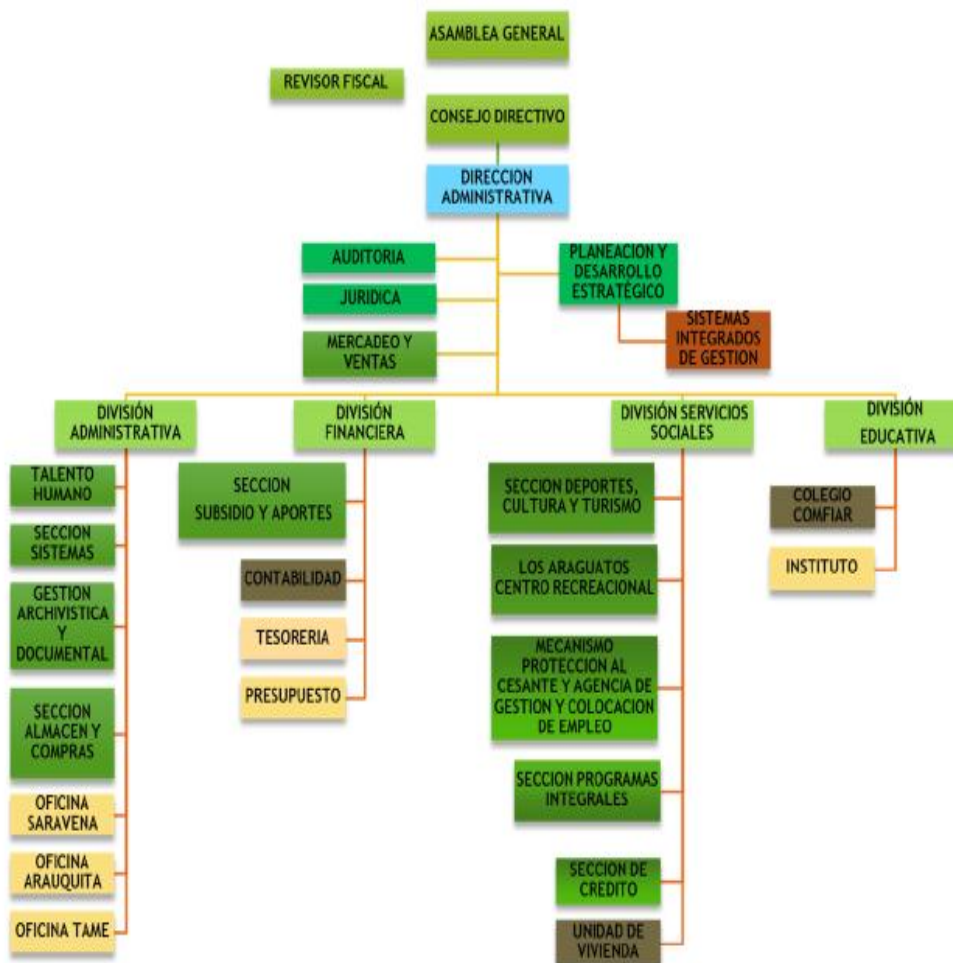 ASAMBLEA GENERAL
REVISOR FISCAL
CONSEJO DIRECTIVO
DIRECCION
ADMINISTRATIVA
AUDITORIA
JURIDICA
MERCADEO Y
VENTAS
PLANEACION Y
DESARROLLO
ESTRATÉGICO
SISTEMAS
INTEGRADOS
DE GESTION
DIVISIÓN
ADMINISTRATIVA
TALENTO
HUMANO
SECCION
SISTEMAS
GESTION
ARCHIVISTICA
Y
DOCUMENTAL
SECCION
ALMACEN Y
COMPRAS
OFICINA
SARAVENA
OFICINA
ARAUQUITA
OFICINA TAME
DIVISIÓN
FINANCIERA
SECCION
SUBSIDIO Y APORTES
CONTABILIDAD
TESORERIA
PRESUPUESTO
DIVISIÓN SERVICIOS
SOCIALES
SECCION DEPORTES,
CULTURA Y TURISMO
LOS ARAGUATOS
CENTRO RECREACIONAL
MECANISMO
PROTECCION AL
CESANTE Y AGENCIA DE
GESTION Y COLOCACION
DE EMPLEO
SECCION PROGRAMAS
INTEGRALES
SECCION DE
CRÉDITO
UNIDAD DE
VIVIENDA
DIVISIÓN
EDUCATIVA
COLEGIO
COMFIAR
INSTITUTO